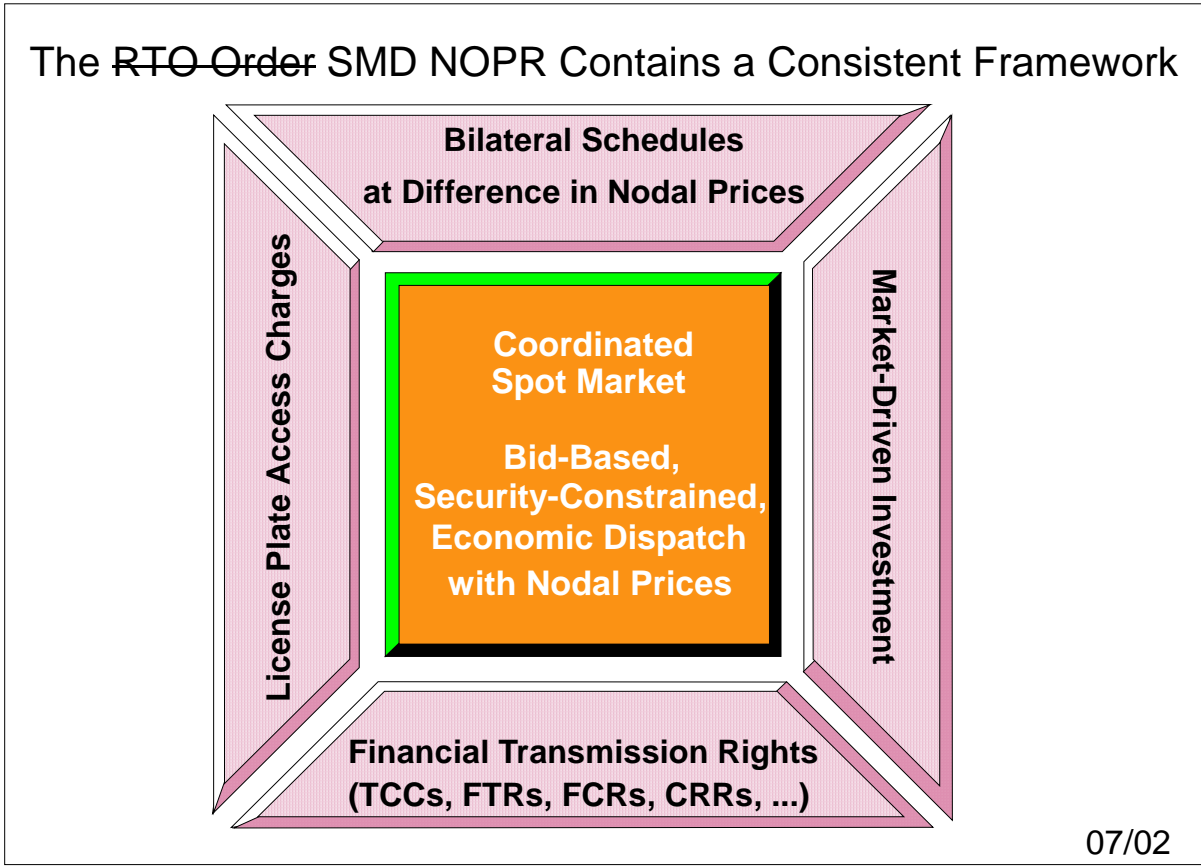 The RTO Order SMD NOPR Contains a Consistent Framework
Bilateral Schedules
at Difference in Nodal Prices
License Plate Access Charges
Coordinated
Spot Market
Bid-Based,
Security-Constrained,
Economic Dispatch
with Nodal Prices
Market-Driven Investment
Financial Transmission Rights
(TCCs, FTRs, FCRs, CRRs, ...)
07/02